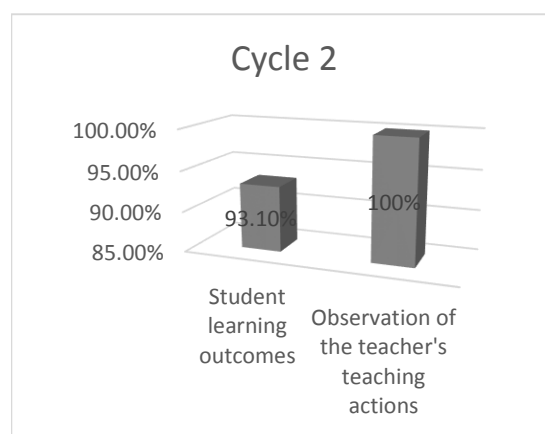 Cycle 2
100.00%
95.00%
90.00%
85.00%
93.10%
100%
Student
learning
outcomes
Observation of
the teacher's
teaching
actions